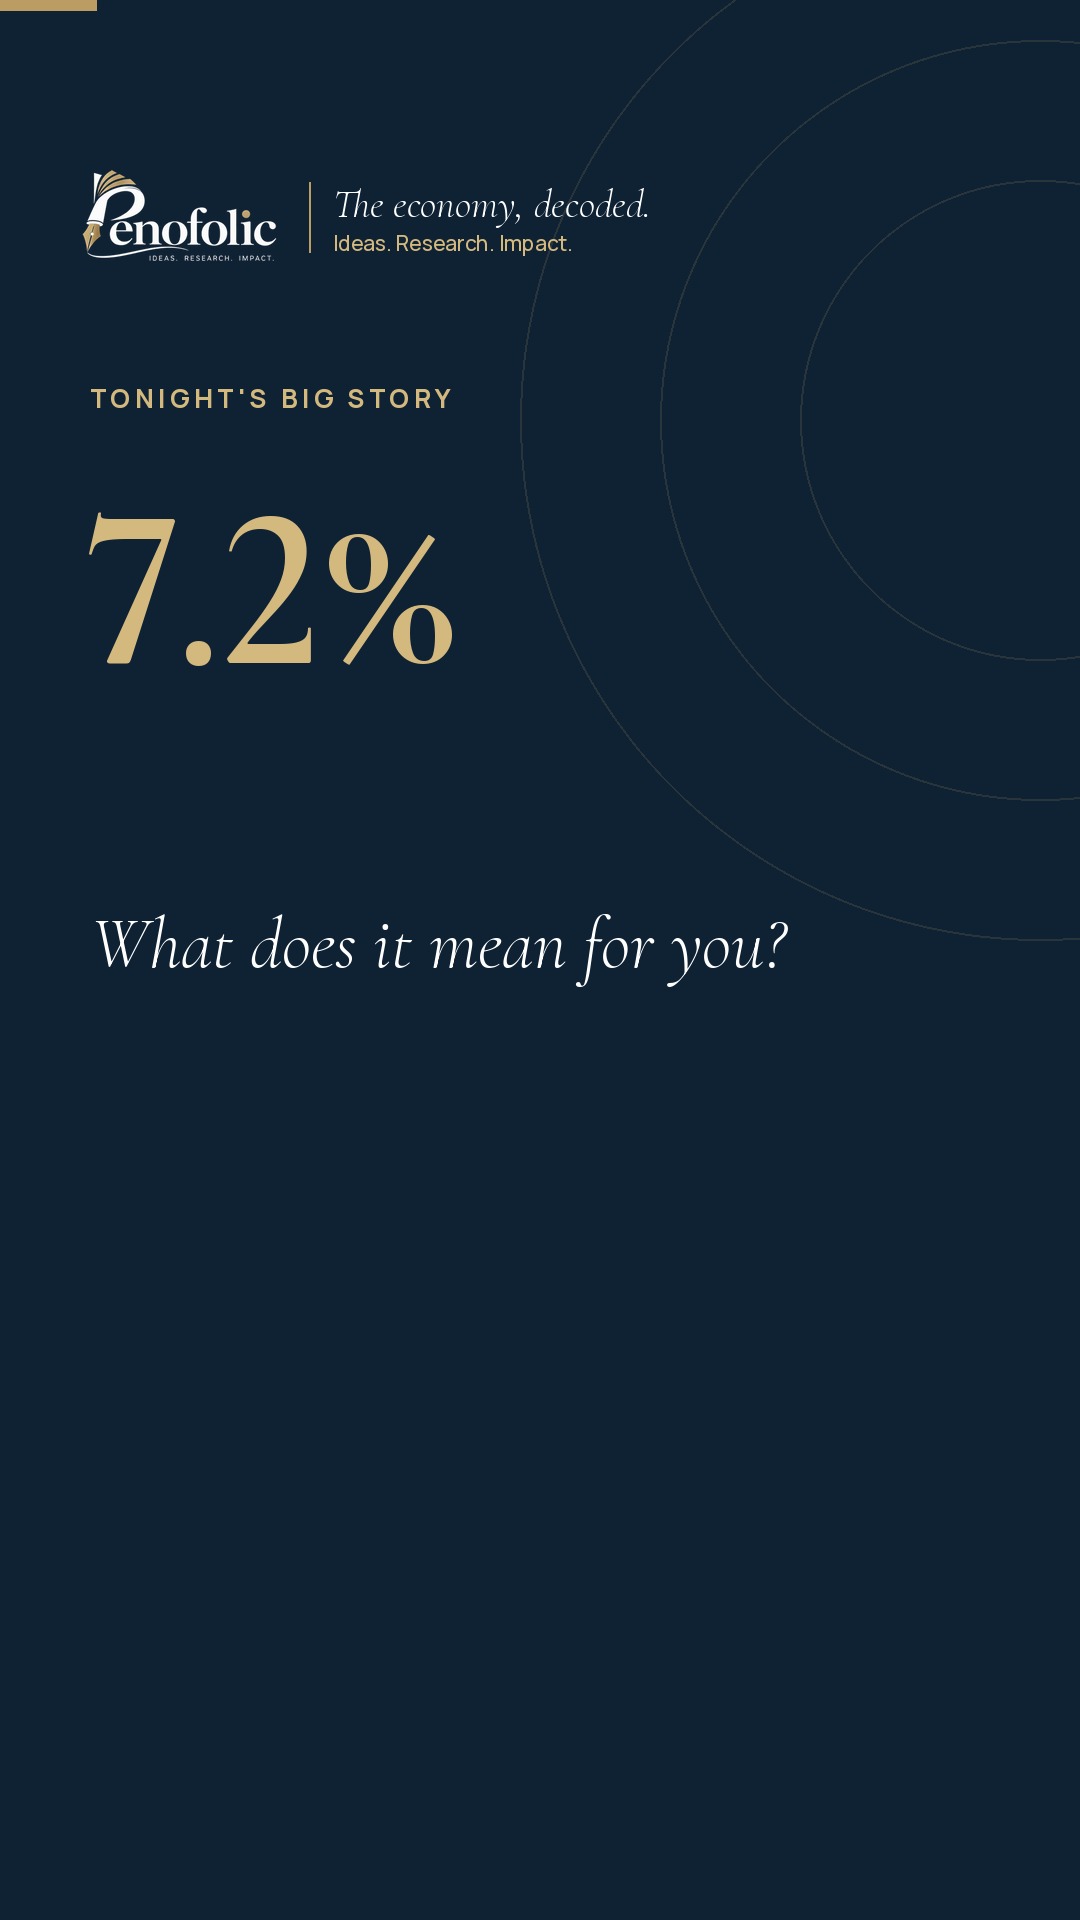 Penofolic
IDEAS. RESEARCH. IMPACT.
The economy, decoded.
Ideas. Research. Impact.
TONIGHT'S BIG STORY
7.2%
What does it mean for you?